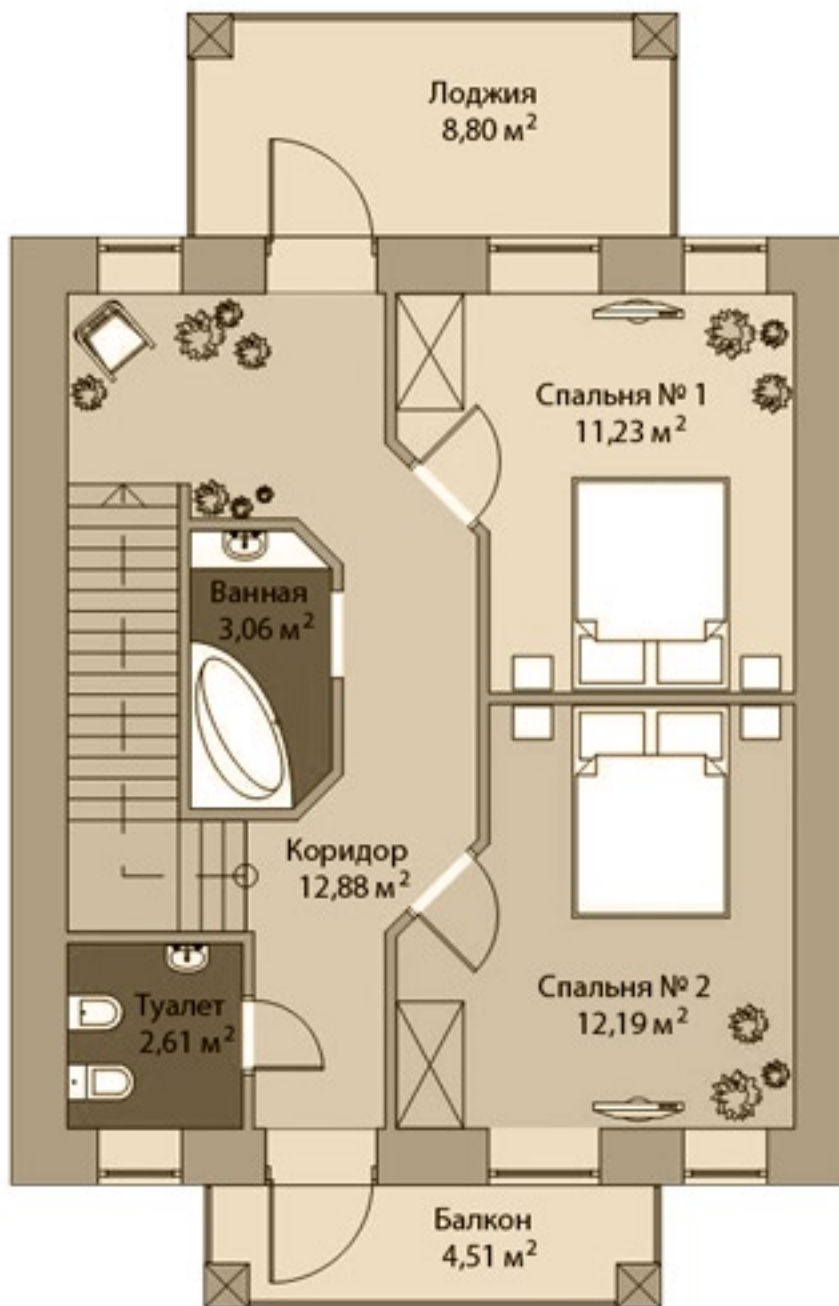 Лоджия
8,80 м²
Спальня № 1
11,23 м²
Ванная
3,06 м²
Коридор
12,88 м²
Туалет
2,61 м²
Спальня № 2
12,19 м²
Балкон
4,51 м²